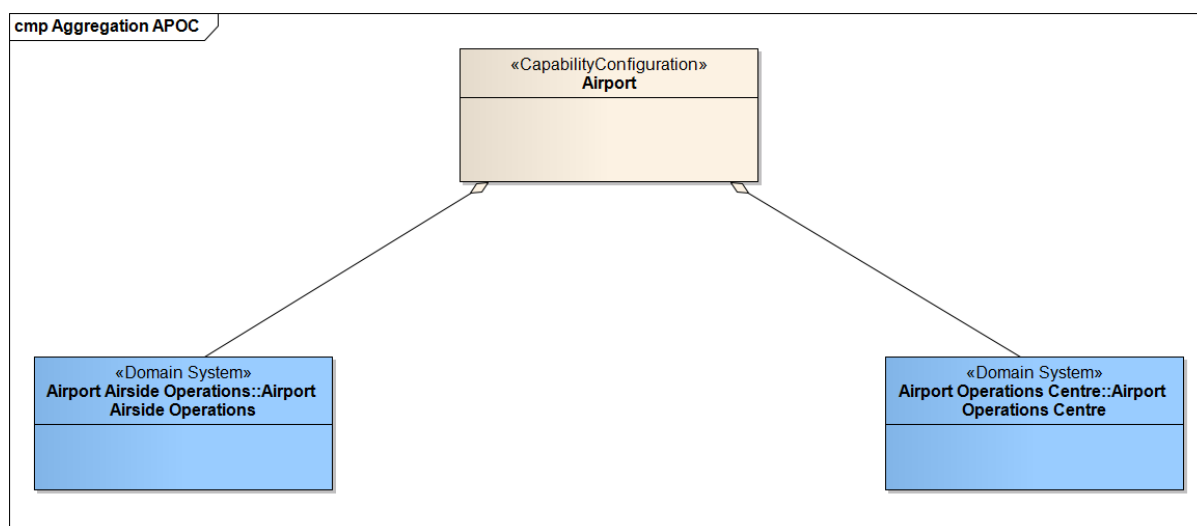 cmp Aggregation APOC
«CapabilityConfiguration»
Airport
«Domain System»
Airport Airside Operations::Airport
Airside Operations
«Domain System»
Airport Operations Centre::Airport
Operations Centre